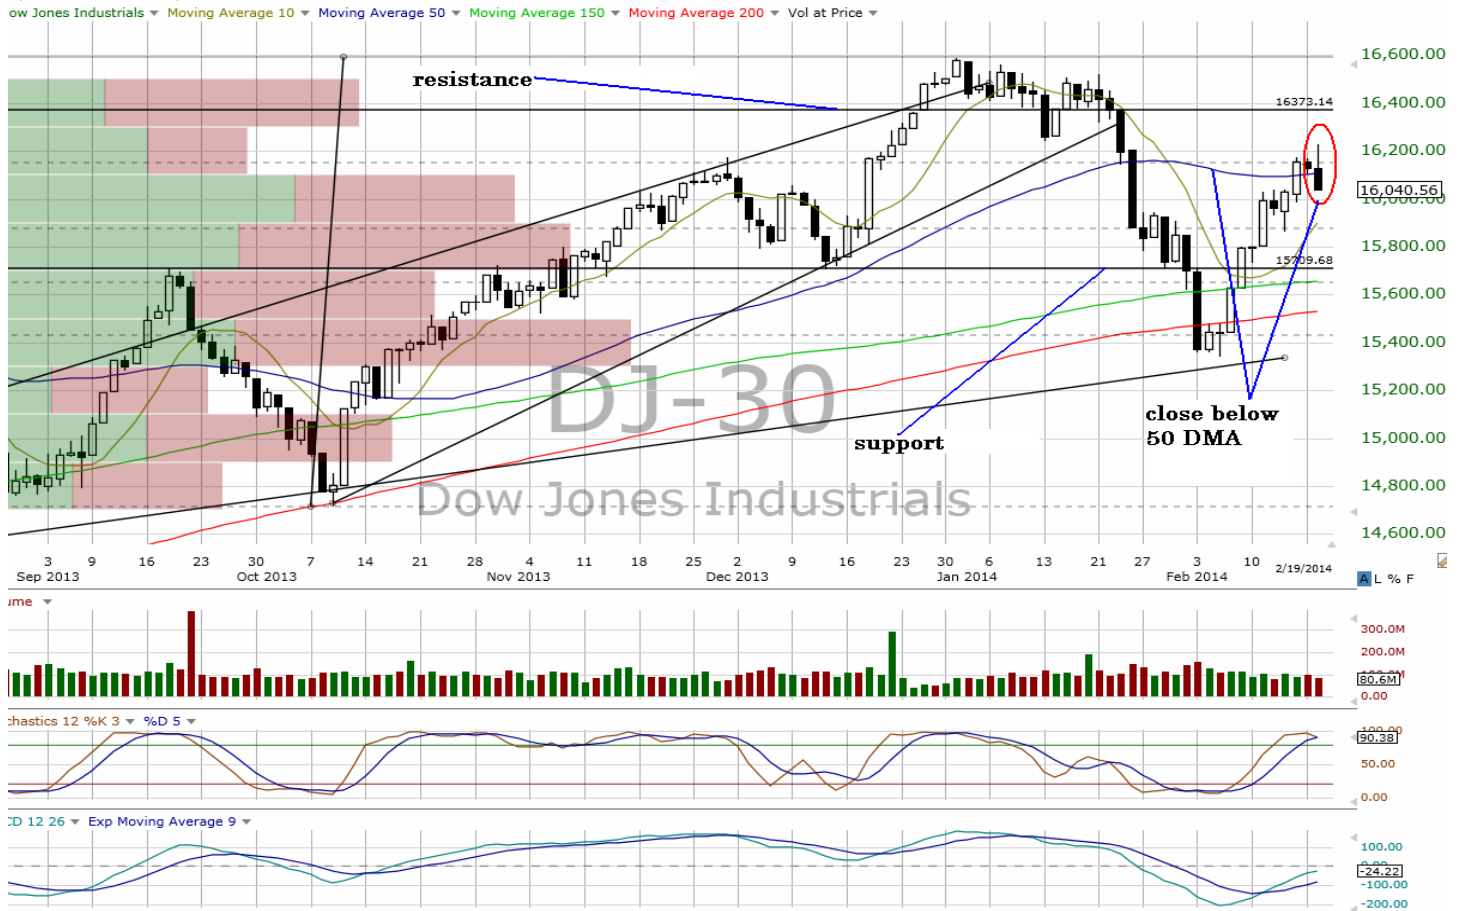 ow Jones Industrials Moving Average 10 Moving Average 50 Moving Average 150 Moving Average 200 Vol at Price
16,600.00
resistance
16373.14
16,400.00
16,200.00
16,040.56
16,000.00
15,800.00
15709.68
15,600.00
15,400.00
DJ-30
15,200.00
close below
50 DMA
support
15,000.00
Dow Jones Industrials
14,800.00
14,600.00
3 9 16 23 30 7 14 21 28 4 11 18 25 2 9 16 23 30 6 13 21 27 3 10 2/19/2014
Sep 2013 Oct 2013 Nov 2013 Dec 2013 Jan 2014 Feb 2014
A L % F
ume
300.0M
200.0M
80.6M
0.00
chastics 12 %K 3 %D 5
100.00
90.38
50.00
0.00
CD 12 26 Exp Moving Average 9
100.00
0.00
-24.22
-100.00
-200.00